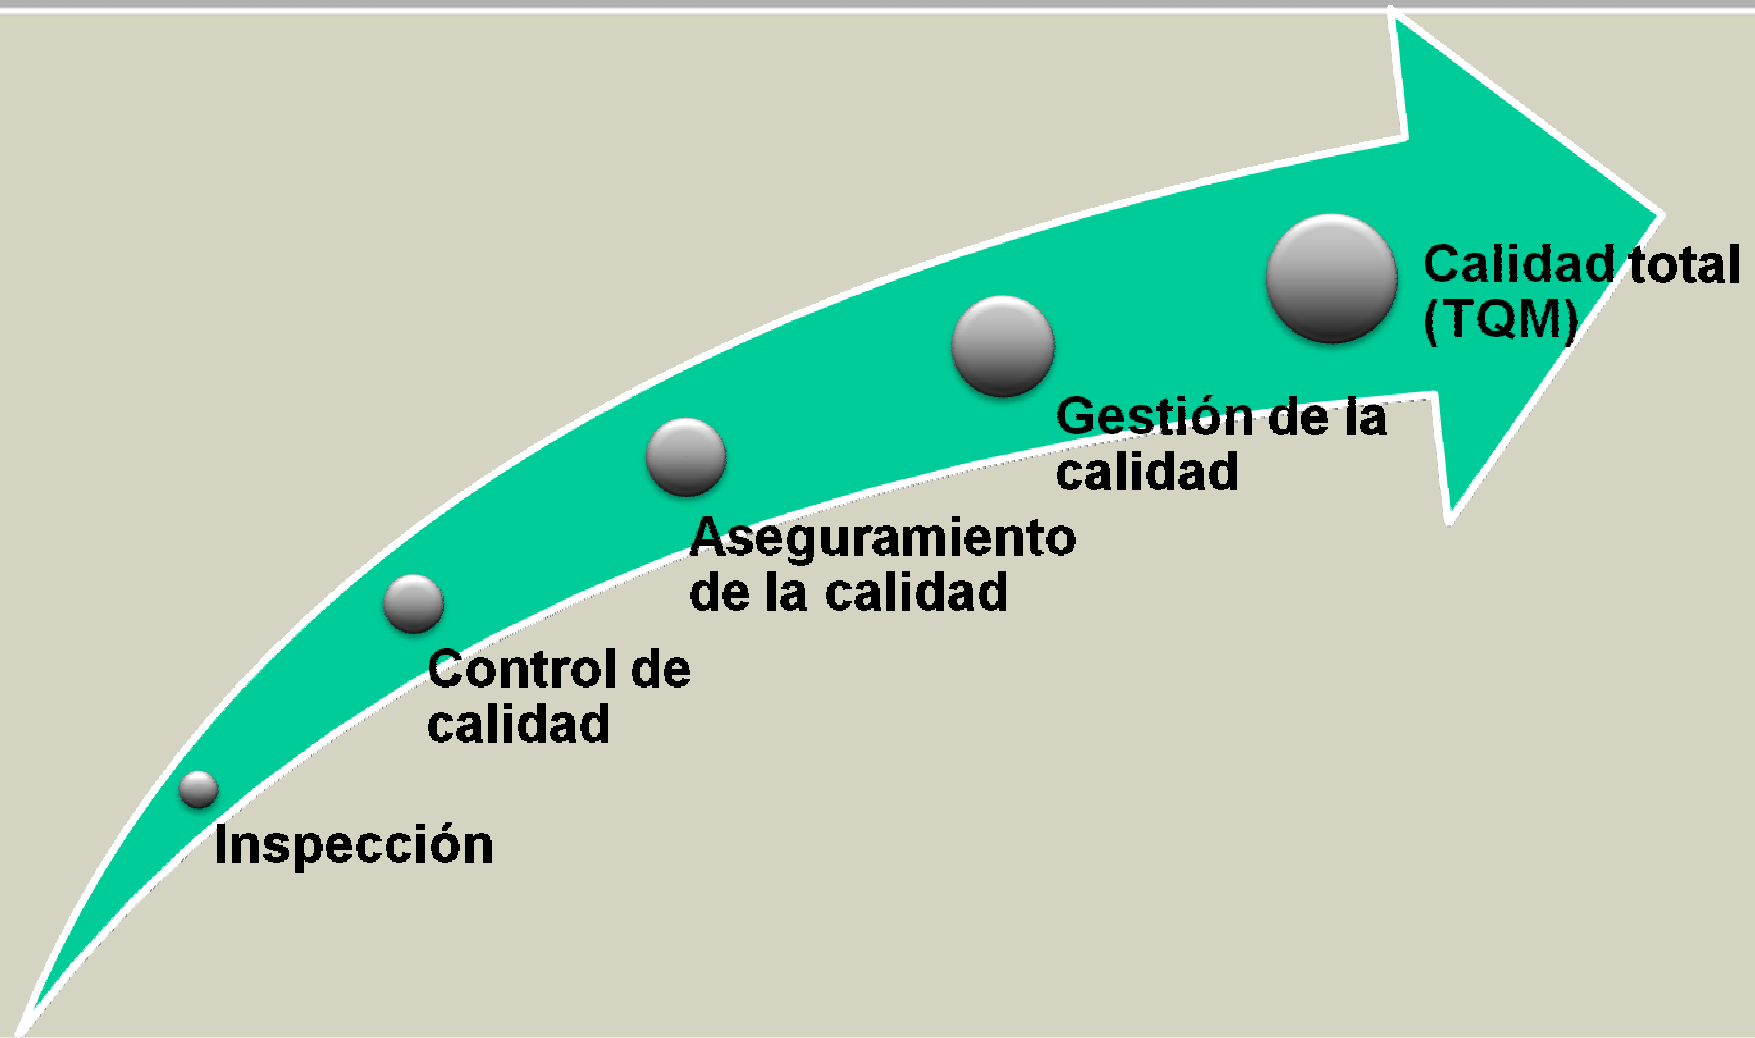 Calidad total
(TQM)
Gestión de la
calidad
Aseguramiento
de la calidad
Control de
calidad
Inspección